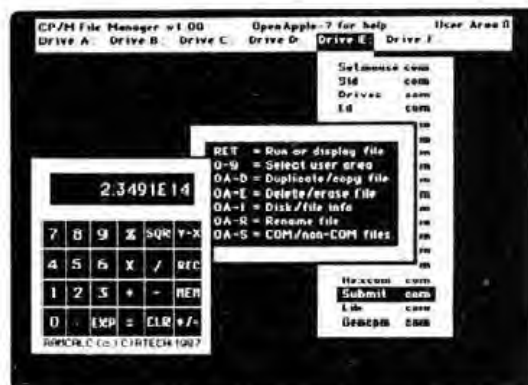 CP/M File Manager v1.00 OpenApple-? for help User Area 0
Drive A: Drive B: Drive C: Drive D: Drive E: Drive F:
Setmouse com
Sid com
Drives com
Ed com
RET = Run or display file
0-9 = Select user area
OA-D = Duplicate/copy file
OA-E = Delete/erase file
OA-I = Disk/file info
OA-R = Rename file
OA-S = COM/non-COM files
2.3491E14
7 8 9 % SQR Y-X
4 5 6 X / REC
1 2 3 + - MEM
0 . EXP = CLR +/-
RAMCALC (c) CIRTECH 1987
Hexcom com
Submit com
Lib com
Gencpm com